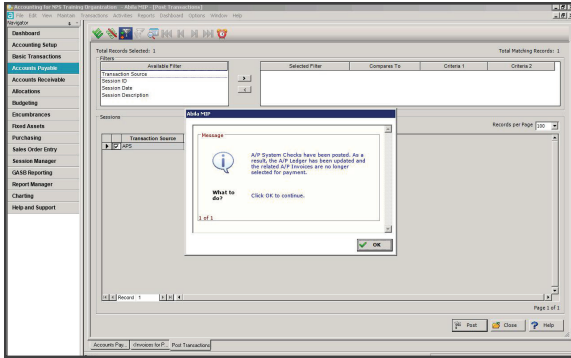 Accounting for NPS Training Organization - Abila MIP - [Post Transactions]
File Edit View Maintain Transactions Activities Reports Dashboard Options Window Help
Navigator
Dashboard
Accounting Setup
Basic Transactions
Accounts Payable
Accounts Receivable
Allocations
Budgeting
Encumbrances
Fixed Assets
Purchasing
Sales Order Entry
Session Manager
GASB Reporting
Report Manager
Charting
Help and Support
Total Records Selected: 1
Total Matching Records: 1
Filters
Available Filter
Transaction Source
Session ID
Session Date
Session Description
>
<
Selected Filter Compares To Criteria 1 Criteria 2
Sessions
Records per Page 100
Transaction Source
APS
Abila MIP
Message
A/P System Checks have been posted. As a
result, the A/P Ledger has been updated and
the related A/P Invoices are no longer
selected for payment.
What to
do?
Click OK to continue.
1 of 1
OK
Record 1
Page 1 of 1
Post Close Help
Accounts Pay... <Invoices for P... Post Transactions